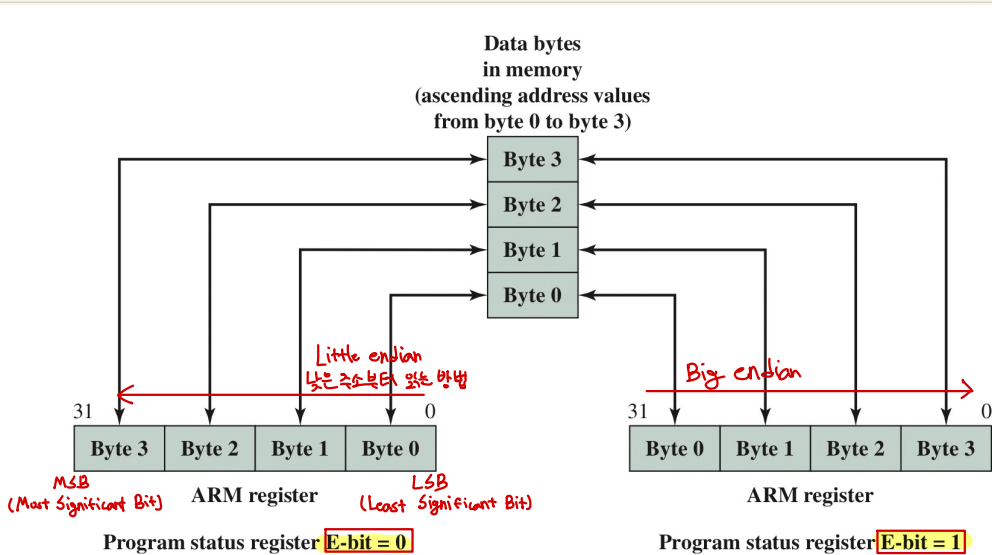 Data bytes
in memory
(ascending address values
from byte 0 to byte 3)
Byte 3
Byte 2
Byte 1
Byte 0
Little endian
낮은 주소부터 읽는 방법
Big endian
31
0
31
0
Byte 3 Byte 2 Byte 1 Byte 0
Byte 0 Byte 1 Byte 2 Byte 3
MSB
(Most Significant Bit)
ARM register
LSB
(Least Significant Bit)
ARM register
Program status register E-bit = 0
Program status register E-bit = 1